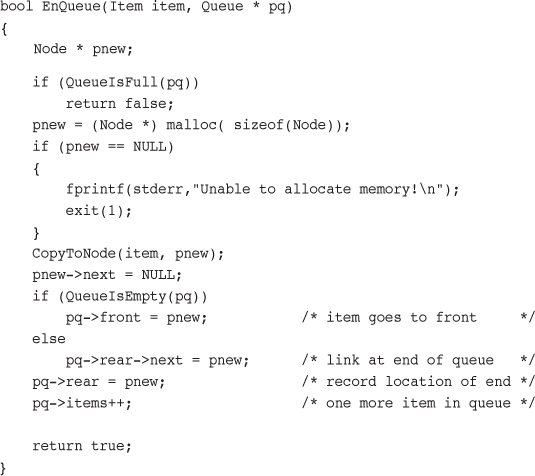 bool EnQueue(Item item, Queue * pq)
{
    Node * pnew;

    if (QueueIsFull(pq))
        return false;
    pnew = (Node *) malloc( sizeof(Node));
    if (pnew == NULL)
    {
        fprintf(stderr,"Unable to allocate memory!\n");
        exit(1);
    }
    CopyToNode(item, pnew);
    pnew->next = NULL;
    if (QueueIsEmpty(pq))
        pq->front = pnew;           /* item goes to front     */
    else
        pq->rear->next = pnew;      /* link at end of queue   */
    pq->rear = pnew;                /* record location of end */
    pq->items++;                    /* one more item in queue */

    return true;
}